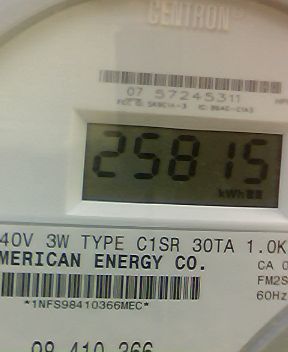 CENTRON®
07 57245311
25815
kWh
40V 3W TYPE C1SR 30TA 1.0K
MERICAN ENERGY CO.
CA 0
FM2S
60Hz
*1NFS98410366MEC*
98 410 366